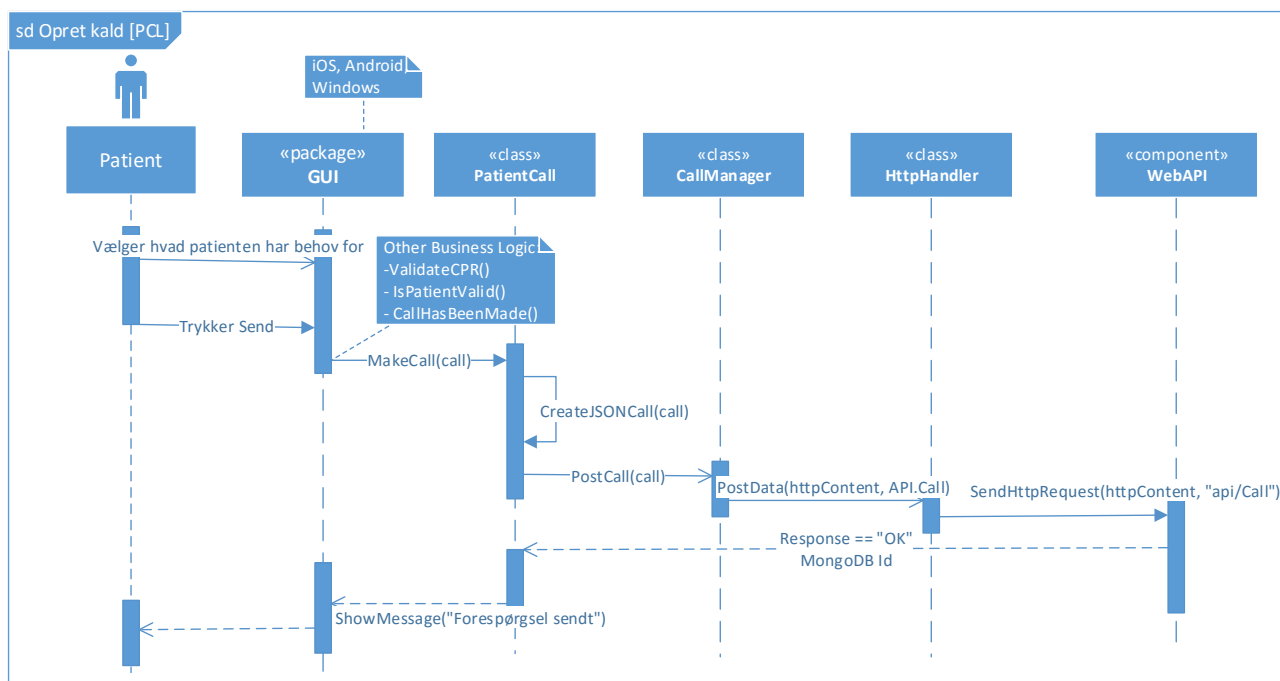 sd Opret kald [PCL]
iOS, Android,
Windows
Patient
«package»
GUI
«class»
PatientCall
«class»
CallManager
«class»
HttpHandler
«component»
WebAPI
Vælger hvad patienten har behov for
Other Business Logic:
-ValidateCPR()
- IsPatientValid()
- CallHasBeenMade()
Trykker Send
MakeCall(call)
CreateJSONCall(call)
PostCall(call)
PostData(httpContent, API.Call)
SendHttpRequest(httpContent, "api/Call")
Response == "OK"
MongoDB Id
ShowMessage("Forespørgsel sendt")